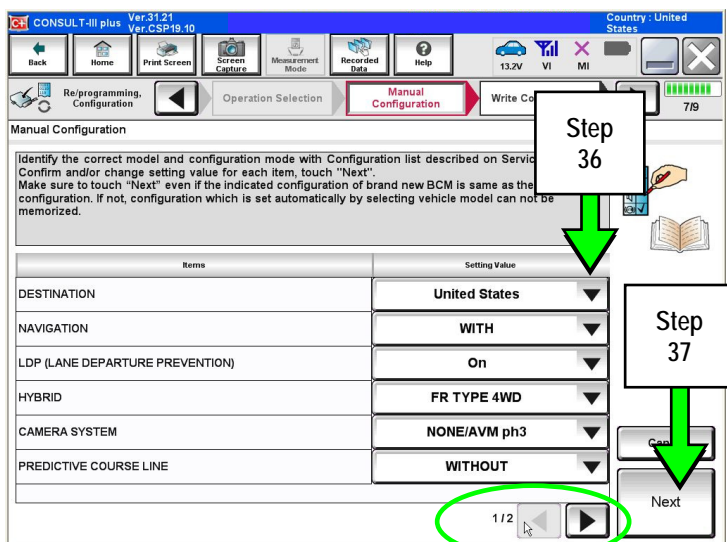 CONSULT-III plus Ver.31.21
Ver.CSP19.10
Country : United
States
Back
Home
Print Screen
Screen
Capture
Measurement
Mode
Recorded
Data
Help
13.2V
VI
MI
Re/programming,
Configuration
Operation Selection
Manual
Configuration
Write Co
7/9
Manual Configuration
Step
36
Identify the correct model and configuration mode with Configuration list described on Servic
Confirm and/or change setting value for each item, touch "Next".
Make sure to touch "Next" even if the indicated configuration of brand new BCM is same as the
configuration. If not, configuration which is set automatically by selecting vehicle model can not be
memorized.
Items
Setting Value
DESTINATION
United States
NAVIGATION
WITH
LDP (LANE DEPARTURE PREVENTION)
On
HYBRID
FR TYPE 4WD
CAMERA SYSTEM
NONE/AVM ph3
PREDICTIVE COURSE LINE
WITHOUT
Step
37
Next
1/2